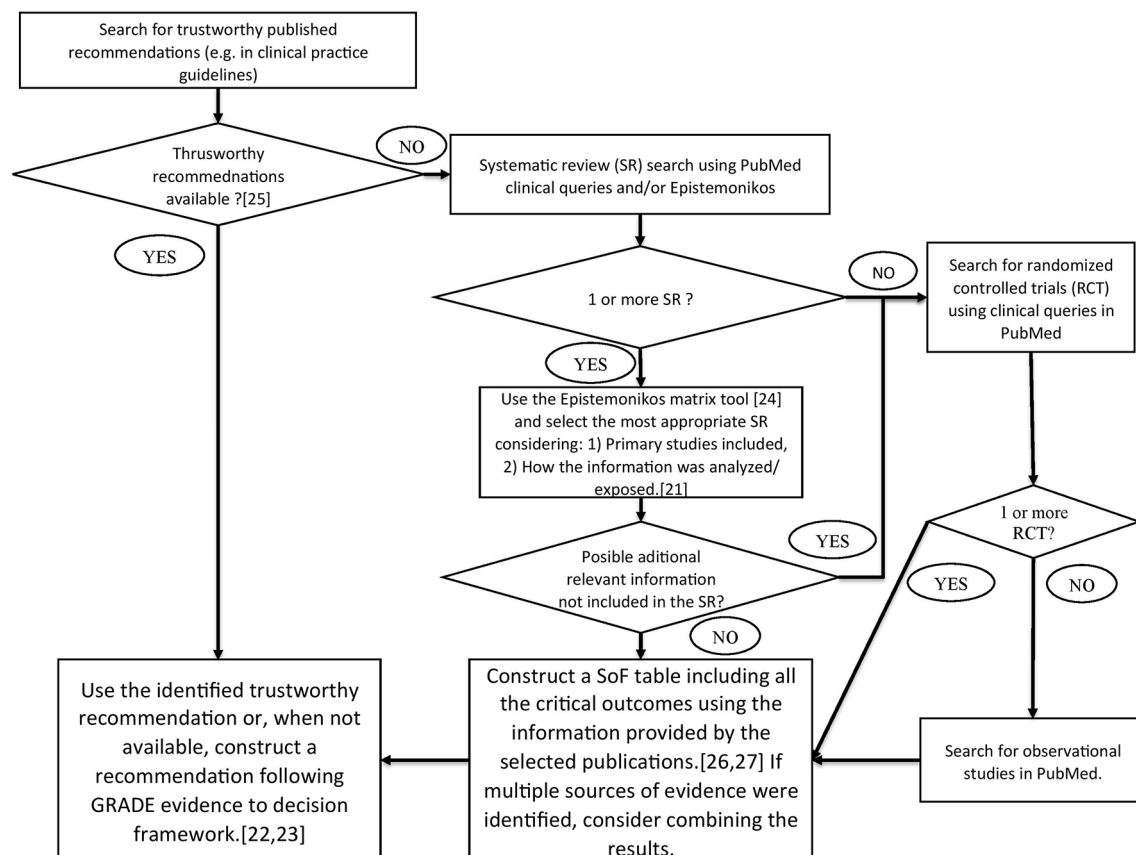 Search for trustworthy published
recommendations (e.g. in clinical practice
guidelines)
Thrusworthy
recommednations
available ?[25]
NO
YES
Systematic review (SR) search using PubMed
clinical queries and/or Epistemonikos
1 or more SR ?
NO
YES
Search for randomized
controlled trials (RCT)
using clinical queries in
PubMed
Use the Epistemonikos matrix tool [24]
and select the most appropriate SR
considering: 1) Primary studies included,
2) How the information was analyzed/
exposed.[21]
Posible aditional
relevant information
not included in the SR?
YES
NO
1 or more
RCT?
YES
NO
Search for observational
studies in PubMed.
Construct a SoF table including all
the critical outcomes using the
information provided by the
selected publications.[26,27] If
multiple sources of evidence were
identified, consider combining the
results.
Use the identified trustworthy
recommendation or, when not
available, construct a
recommendation following
GRADE evidence to decision
framework.[22,23]